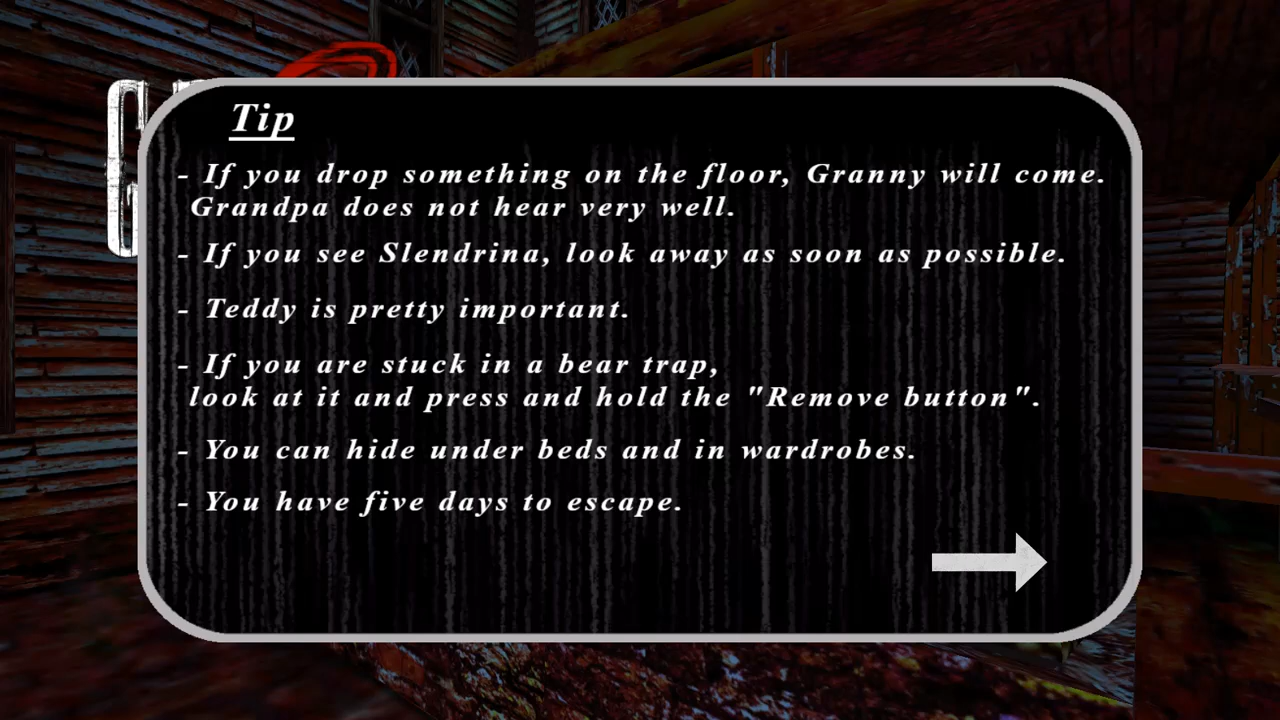 Tip
- If you drop something on the floor, Granny will come.
Grandpa does not hear very well.
- If you see Slendrina, look away as soon as possible.
- Teddy is pretty important.
- If you are stuck in a bear trap,
look at it and press and hold the "Remove button".
- You can hide under beds and in wardrobes.
- You have five days to escape.